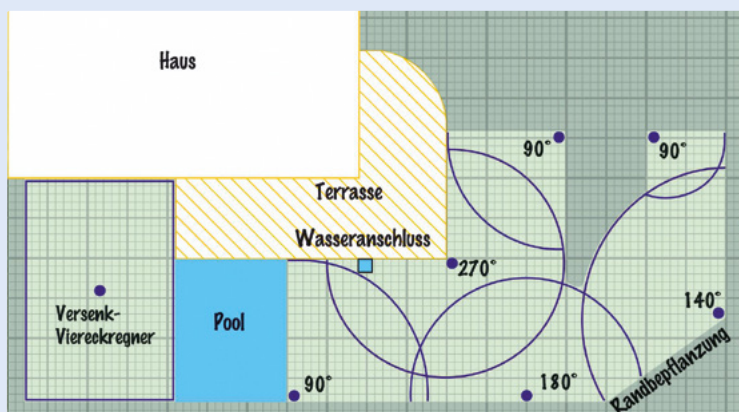 Haus
90°
90°
Terrasse
Wasseranschluss
270°
Versenk-
Viereckregner
Pool
140°
90°
180°
Randbepflanzung